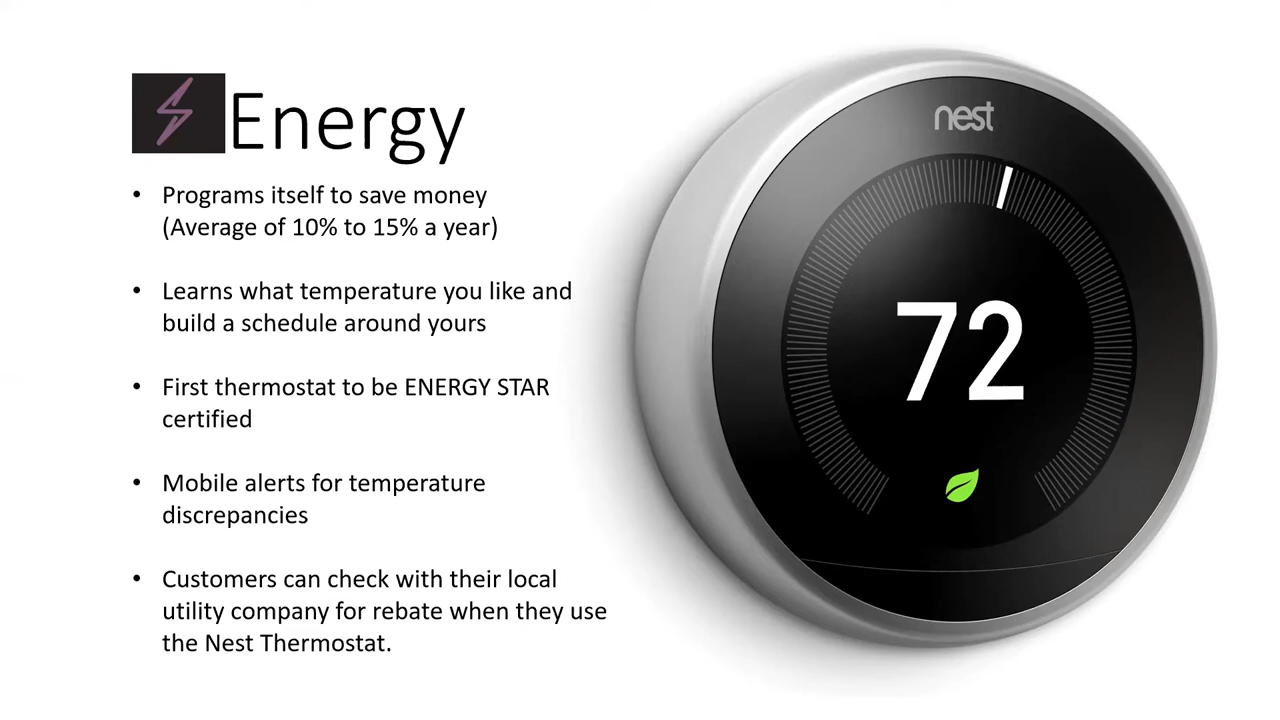 Energy
• Programs itself to save money
(Average of 10% to 15% a year)
• Learns what temperature you like and
build a schedule around yours
• First thermostat to be ENERGY STAR
certified
• Mobile alerts for temperature
discrepancies
• Customers can check with their local
utility company for rebate when they use
the Nest Thermostat.
nest
72